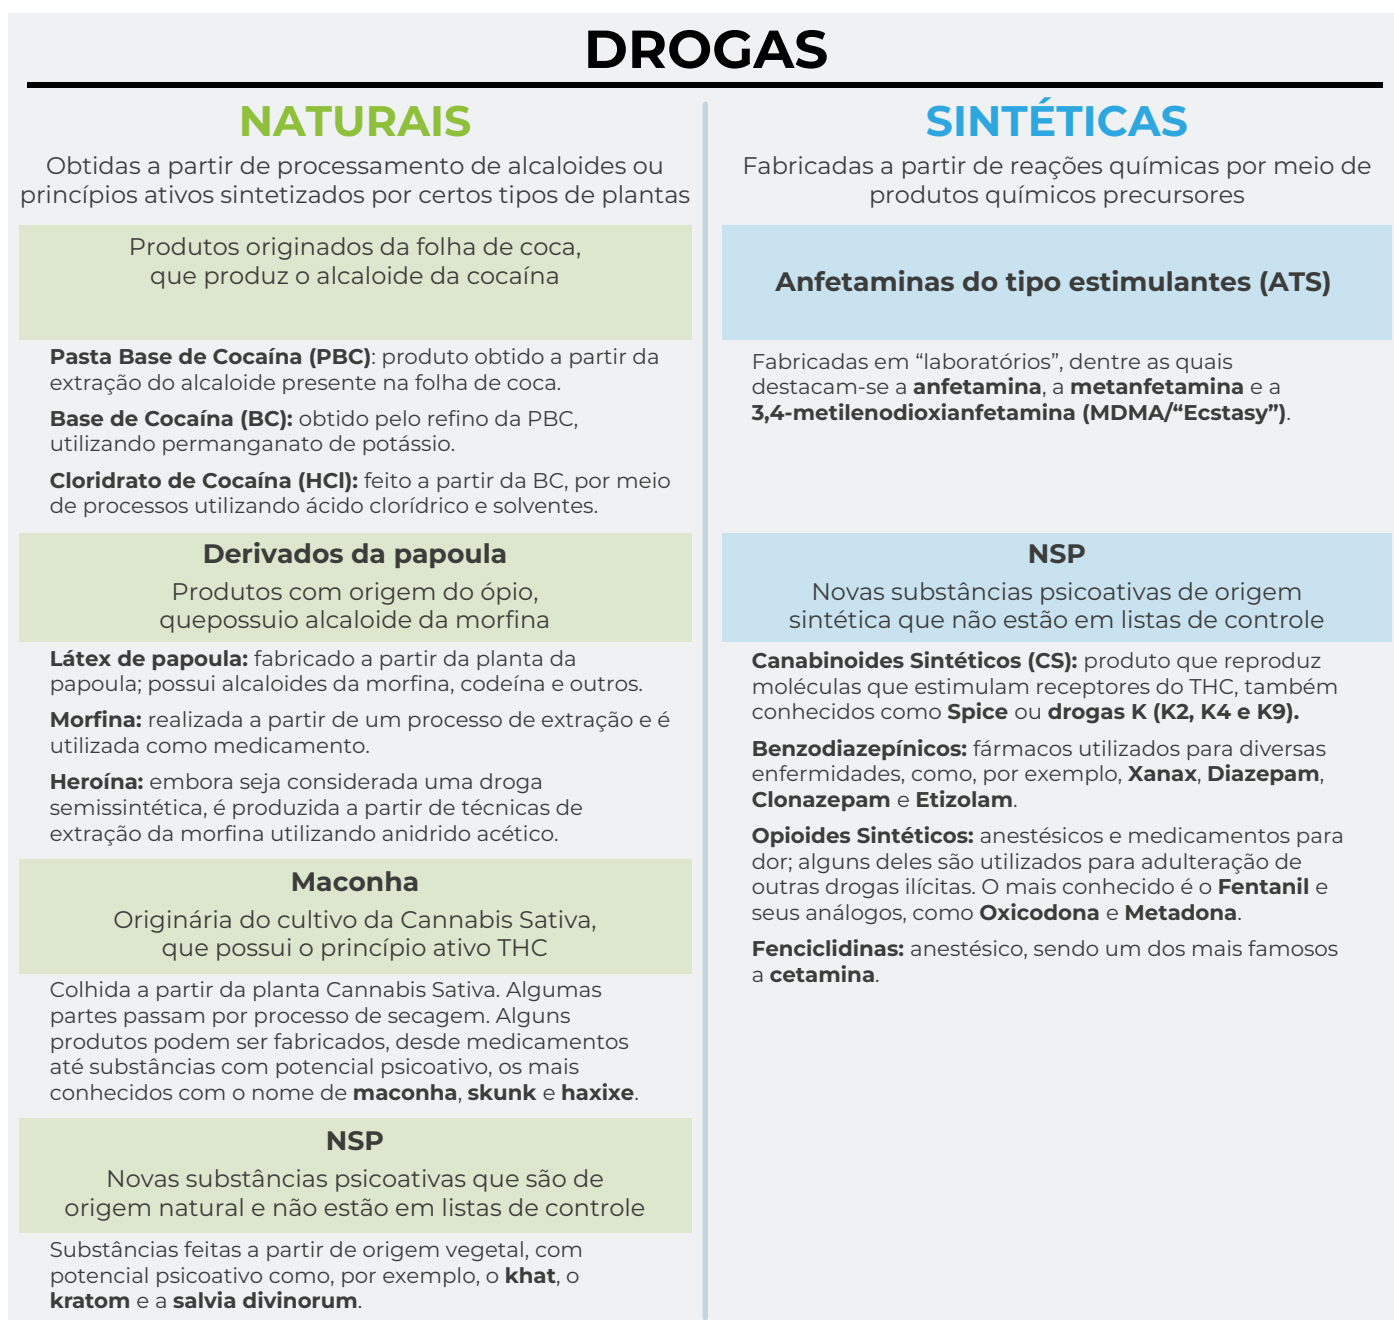 DROGAS
NATURAIS
Obtidas a partir de processamento de alcaloides ou
princípios ativos sintetizados por certos tipos de plantas
Produtos originados da folha de coca,
que produz o alcaloide da cocaína
Pasta Base de Cocaína (PBC): produto obtido a partir da
extração do alcaloide presente na folha de coca.
Base de Cocaína (BC): obtido pelo refino da PBC,
utilizando permanganato de potássio.
Cloridrato de Cocaína (HCl): feito a partir da BC, por meio
de processos utilizando ácido clorídrico e solventes.
Derivados da papoula
Produtos com origem do ópio,
quepossuio alcaloide da morfina
Látex de papoula: fabricado a partir da planta da
papoula; possui alcaloides da morfina, codeína e outros.
Morfina: realizada a partir de um processo de extração e é
utilizada como medicamento.
Heroína: embora seja considerada uma droga
semissintética, é produzida a partir de técnicas de
extração da morfina utilizando anidrido acético.
Maconha
Originária do cultivo da Cannabis Sativa,
que possui o princípio ativo THC
Colhida a partir da planta Cannabis Sativa. Algumas
partes passam por processo de secagem. Alguns
produtos podem ser fabricados, desde medicamentos
até substâncias com potencial psicoativo, os mais
conhecidos com o nome de maconha, skunk e haxixe.
NSP
Novas substâncias psicoativas que são de
origem natural e não estão em listas de controle
Substâncias feitas a partir de origem vegetal, com
potencial psicoativo como, por exemplo, o khat, o
kratom e a salvia divinorum.
SINTÉTICAS
Fabricadas a partir de reações químicas por meio de
produtos químicos precursores
Anfetaminas do tipo estimulantes (ATS)
Fabricadas em “laboratórios”, dentre as quais
destacam-se a anfetamina, a metanfetamina e a
3,4-metilenodioxianfetamina (MDMA/“Ecstasy”).
NSP
Novas substâncias psicoativas de origem
sintética que não estão em listas de controle
Canabinoides Sintéticos (CS): produto que reproduz
moléculas que estimulam receptores do THC, também
conhecidos como Spice ou drogas K (K2, K4 e K9).
Benzodiazepínicos: fármacos utilizados para diversas
enfermidades, como, por exemplo, Xanax, Diazepam,
Clonazepam e Etizolam.
Opioides Sintéticos: anestésicos e medicamentos para
dor; alguns deles são utilizados para adulteração de
outras drogas ilícitas. O mais conhecido é o Fentanil e
seus análogos, como Oxicodona e Metadona.
Fenciclidinas: anestésico, sendo um dos mais famosos
a cetamina.